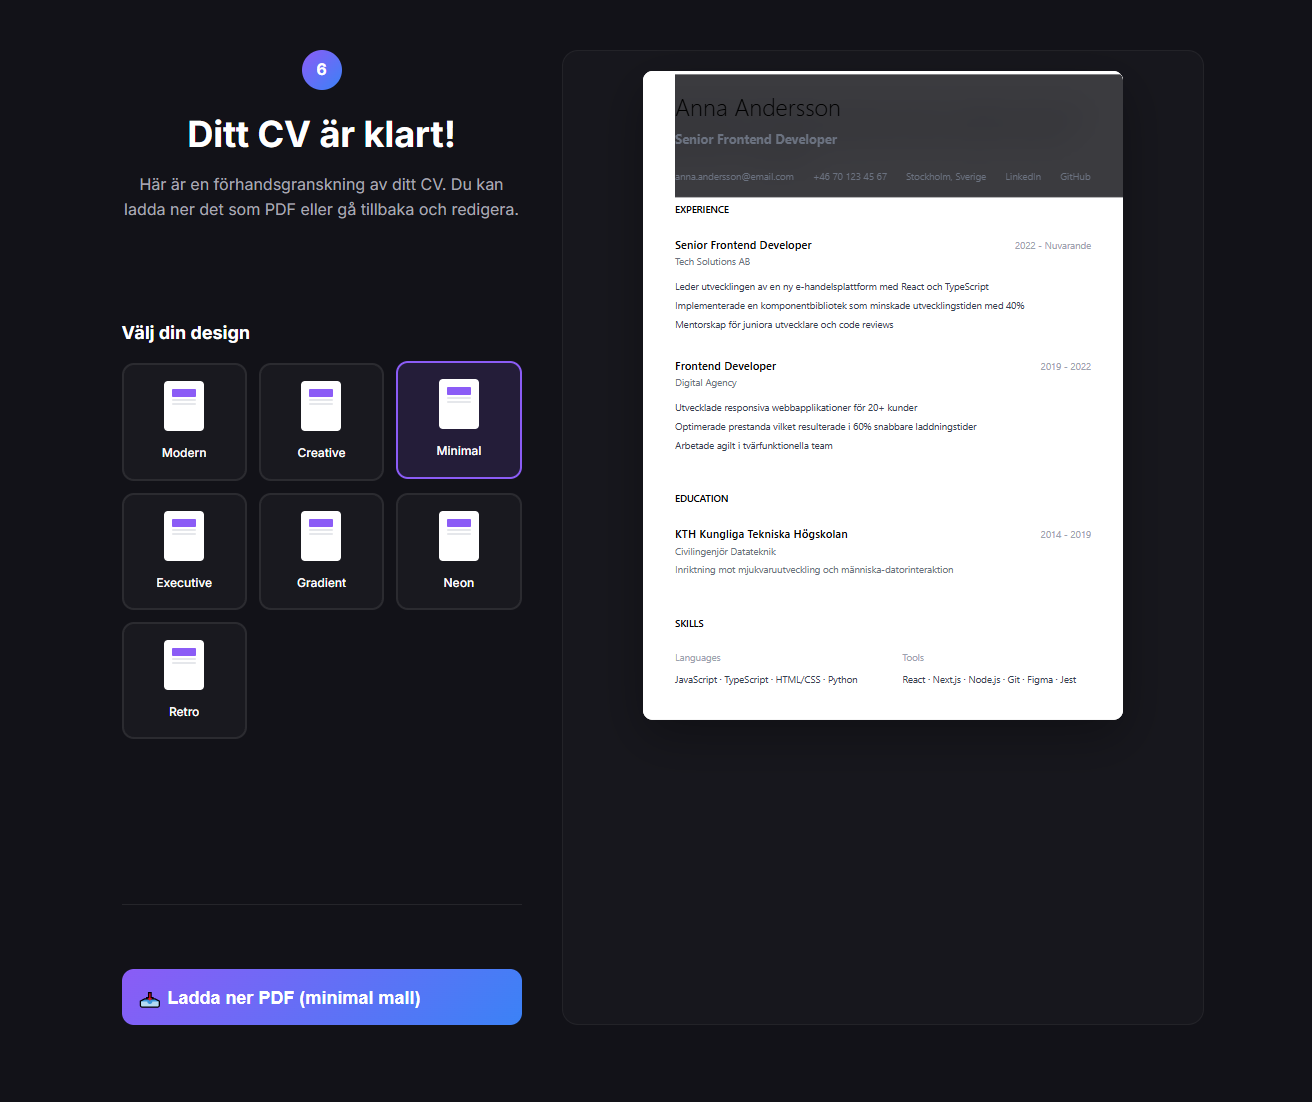 6
Ditt CV är klart!
Här är en förhandsgranskning av ditt CV. Du kan
ladda ner det som PDF eller gå tillbaka och redigera.
Välj din design
Modern
Creative
Minimal
Executive
Gradient
Neon
Retro
📥 Ladda ner PDF (minimal mall)
Anna Andersson
Senior Frontend Developer
anna.andersson@email.com +46 70 123 45 67 Stockholm, Sverige LinkedIn GitHub
EXPERIENCE
Senior Frontend Developer 2022 - Nuvarande
Tech Solutions AB
Leder utvecklingen av en ny e-handelsplattform med React och TypeScript
Implementerade en komponentbibliotek som minskade utvecklingstiden med 40%
Mentorskap för juniora utvecklare och code reviews
Frontend Developer 2019 - 2022
Digital Agency
Utvecklade responsiva webbapplikationer för 20+ kunder
Optimerade prestanda vilket resulterade i 60% snabbare laddningstider
Arbetade agilt i tvärfunktionella team
EDUCATION
KTH Kungliga Tekniska Högskolan 2014 - 2019
Civilingenjör Datateknik
Inriktning mot mjukvaruutveckling och människa-datorinteraktion
SKILLS
Languages Tools
JavaScript · TypeScript · HTML/CSS · Python React · Next.js · Node.js · Git · Figma · Jest